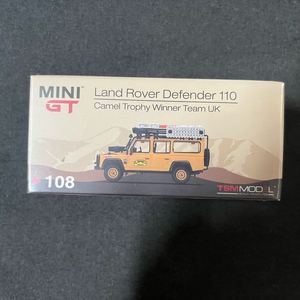 MINI
GT
Land Rover Defender 110
Camel Trophy Winner Team UK
108
TSMMODEL